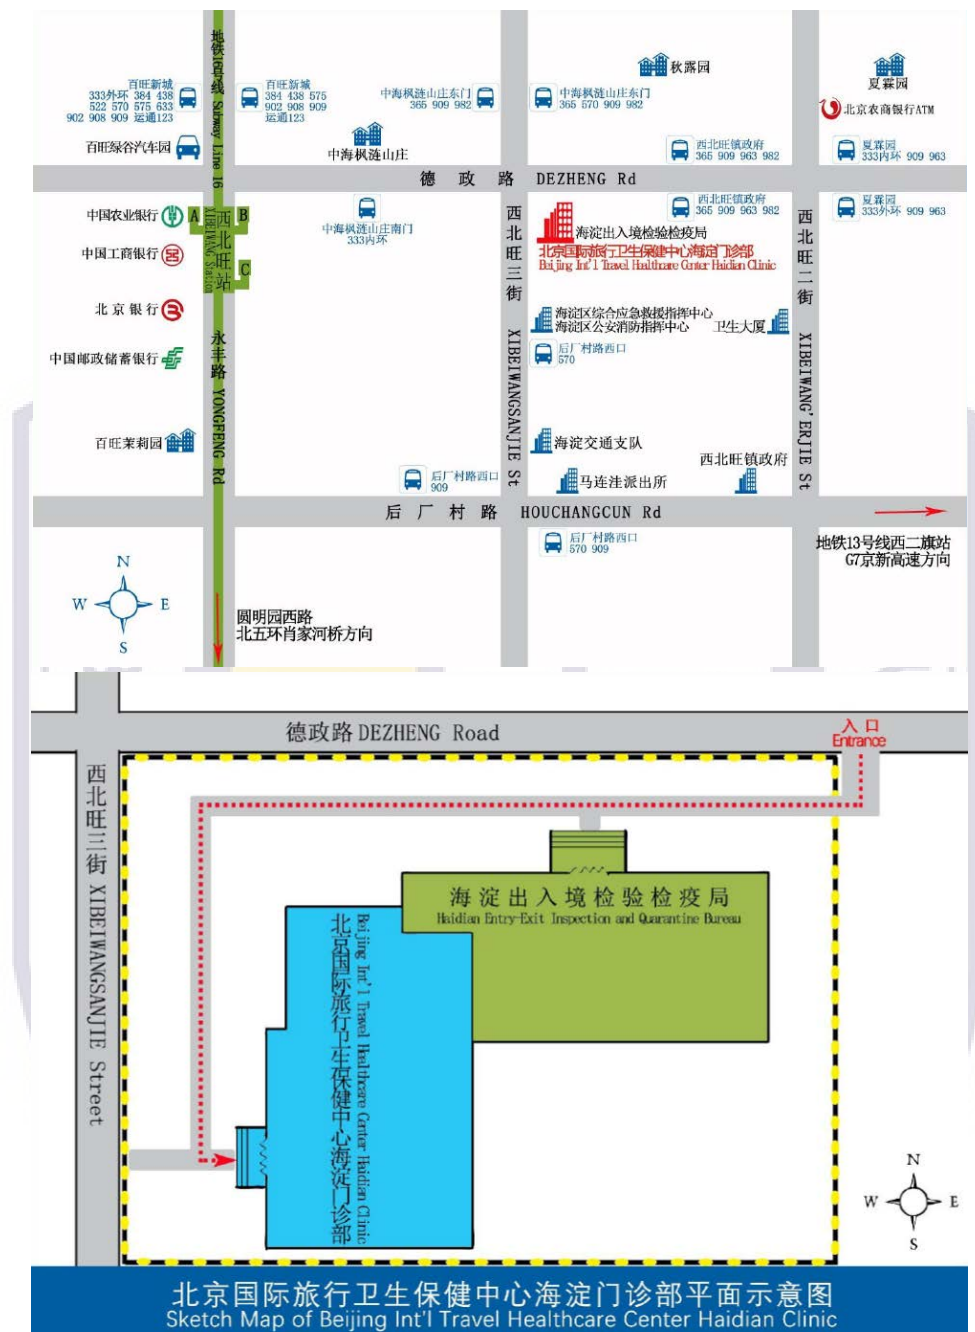 地铁16号线 Subway Line 16
百旺新城
333外环 384 438
522 570 575 633
902 908 909 运通123
百旺新城
384 438 575
902 908 909
运通123
中海枫涟山庄东门
365 909 982
中海枫涟山庄东门
365 570 909 982
秋露园
夏霖园
北京农商银行ATM
百旺绿谷汽车园
中海枫涟山庄
西北旺镇政府
365 909 963 982
夏霖园
333内环 909 963
德政路 DEZHENG Rd
中国农业银行
A
西北旺站
XIBEIWANG Station
B
C
中海枫涟山庄南门
333内环
西北旺三街 XIBEIWANGSANJIE St
西北旺镇政府
365 909 963 982
西北旺二街 XIBEIWANG'ERJIE St
夏霖园
333外环 909 963
海淀出入境检验检疫局
北京国际旅行卫生保健中心海淀门诊部
Beijing Int'l Travel Healthcare Center Haidian Clinic
中国工商银行
北京银行
中国邮政储蓄银行
永丰路 YONGFENG Rd
海淀区综合应急救援指挥中心
海淀区公安消防指挥中心
卫生大厦
后厂村路西口
570
百旺茉莉园
海淀交通支队
西北旺镇政府
后厂村路西口
909
马连洼派出所
后厂村路 HOUCHANGCUN Rd
后厂村路西口
570 909
地铁13号线西二旗站
G7京新高速方向
N
W
E
S
圆明园西路
北五环肖家河桥方向
德政路 DEZHENG Road
入口
Entrance
西北旺三街 XIBEIWANGSANJIE Street
海淀出入境检验检疫局
Haidian Entry-Exit Inspection and Quarantine Bureau
北京国际旅行卫生保健中心海淀门诊部
Beijing Int'l Travel Healthcare Center Haidian Clinic
N
W
E
S
北京国际旅行卫生保健中心海淀门诊部平面示意图
Sketch Map of Beijing Int'l Travel Healthcare Center Haidian Clinic